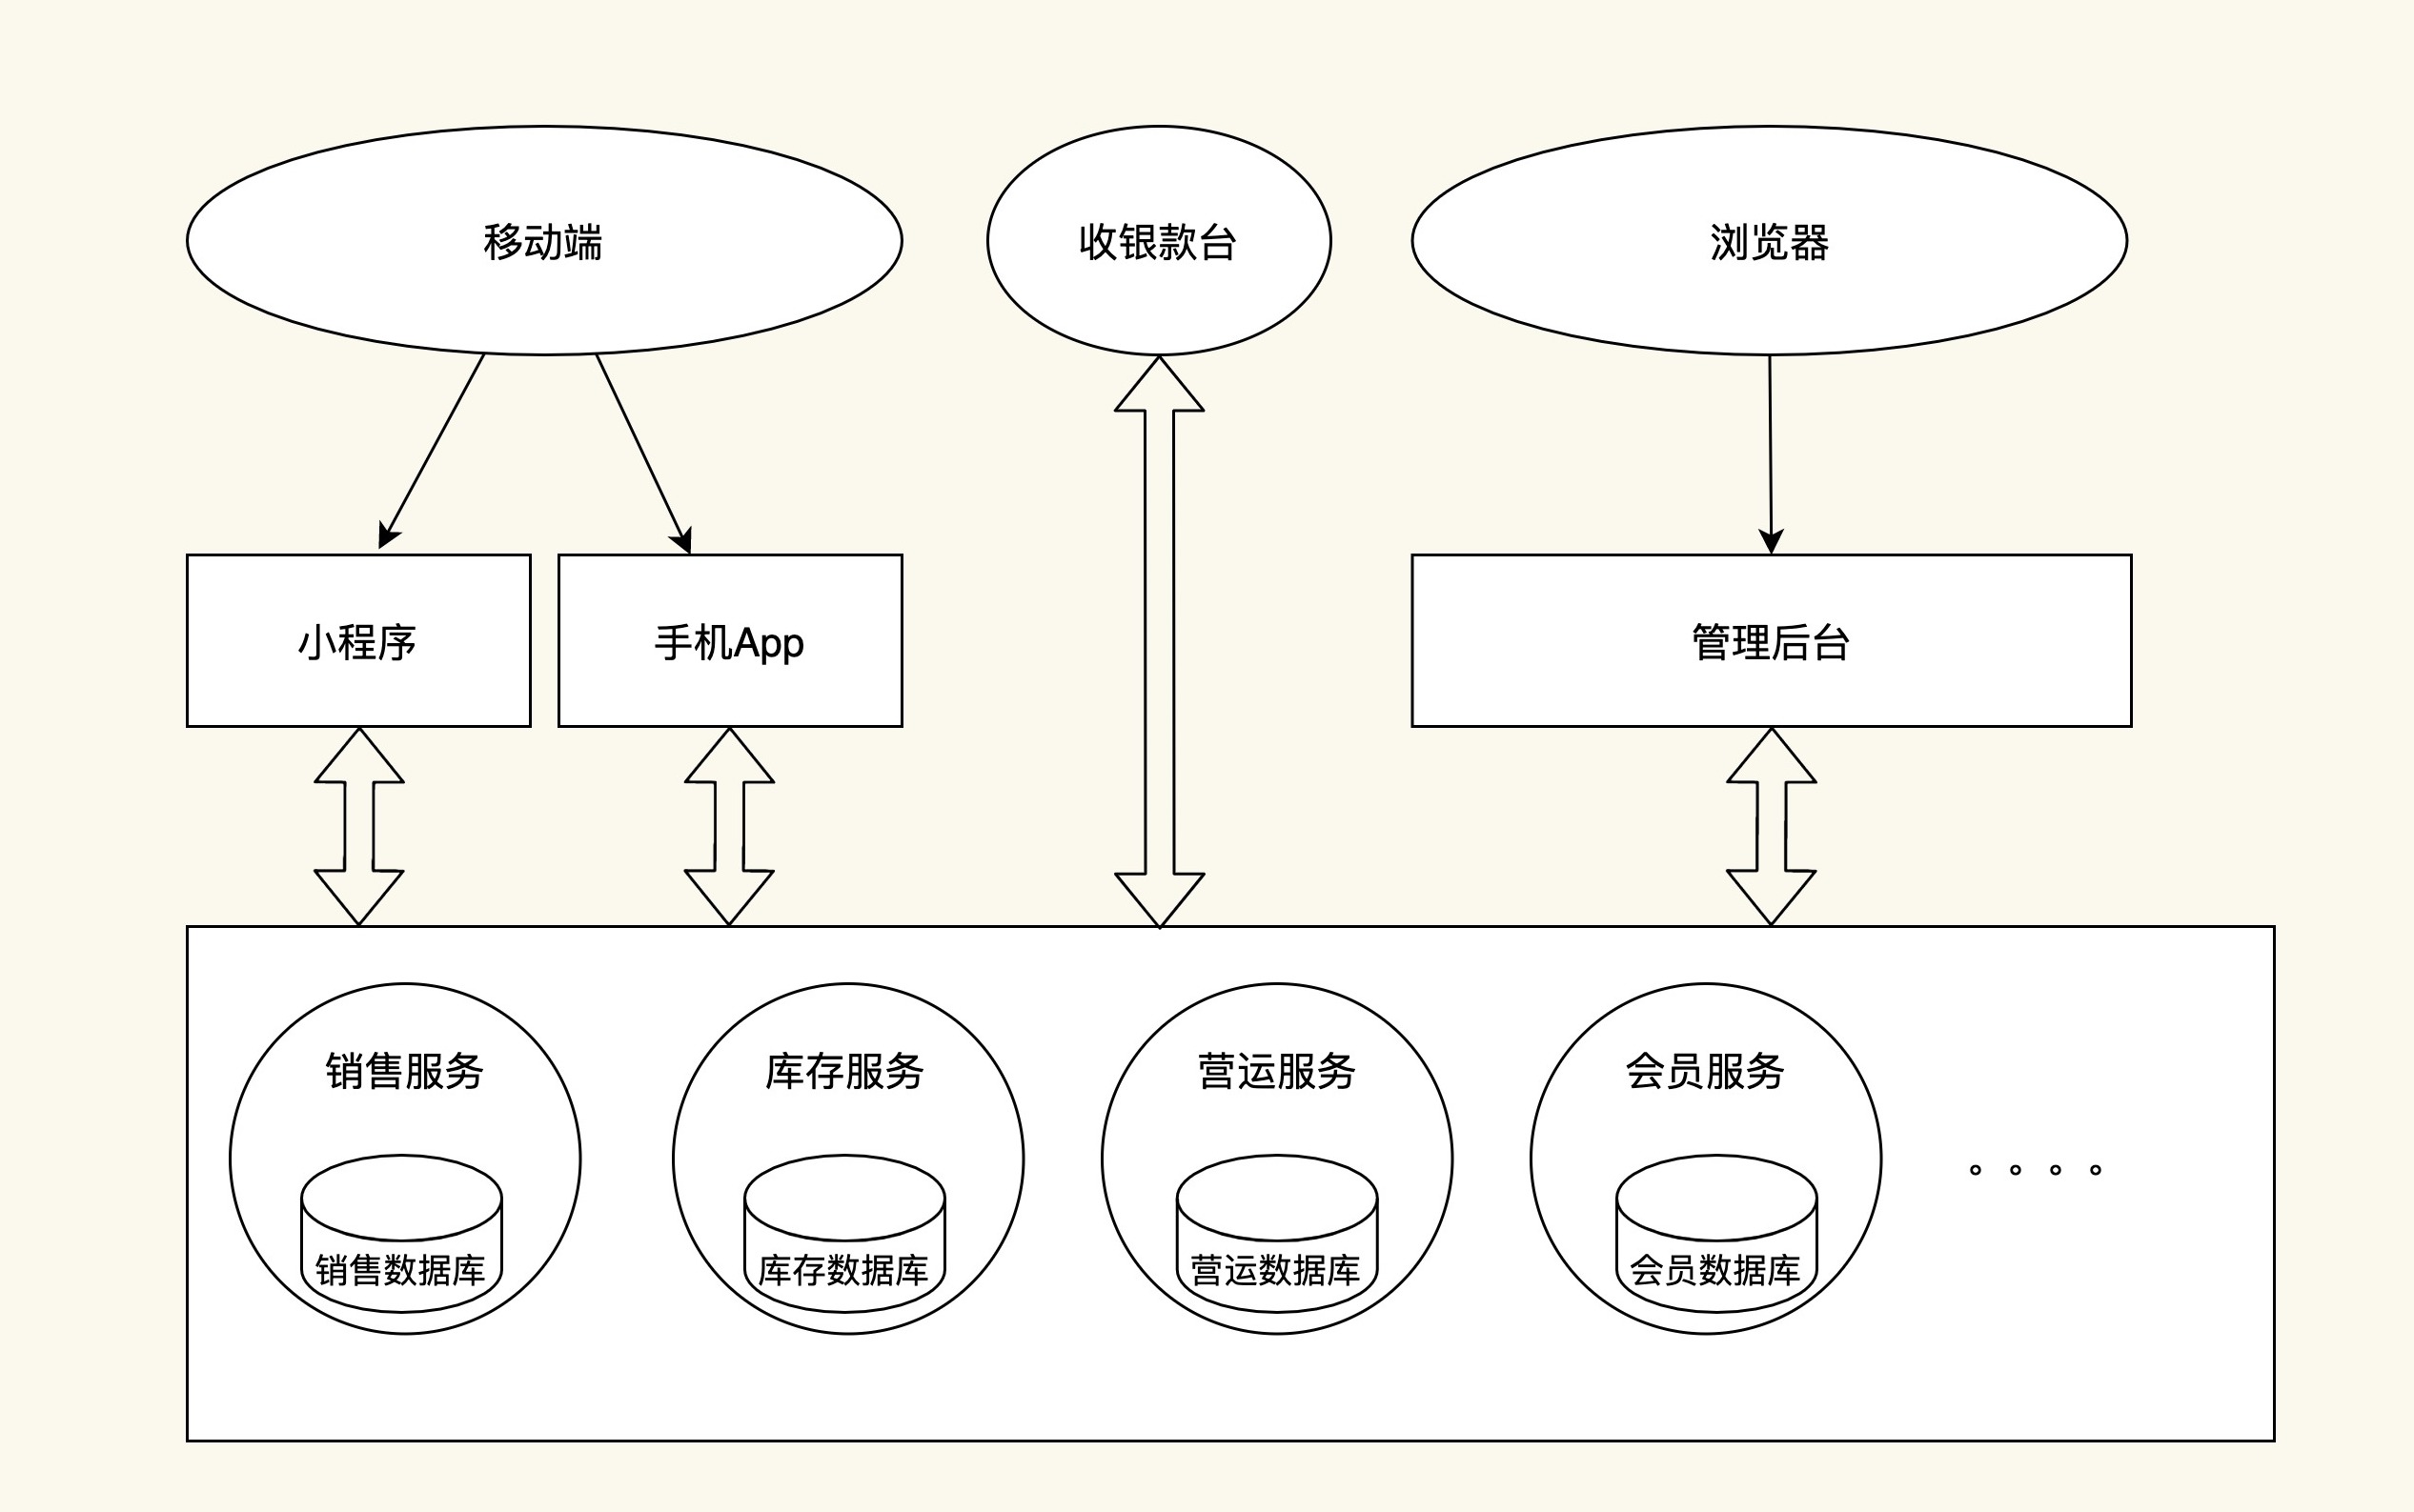 移动端
收银款台
浏览器
小程序
手机App
管理后台
销售服务
库存服务
营运服务
会员服务
。。。。
销售数据库
库存数据库
营运数据库
会员数据库